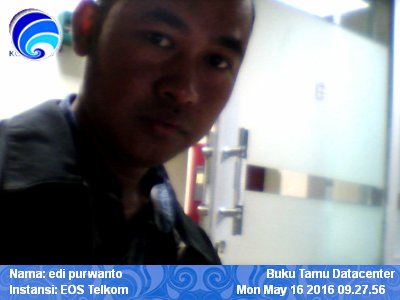 Nama: edi purwanto
Buku Tamu Datacenter
Instansi: EOS Telkom
Mon May 16 2016 09.27.56